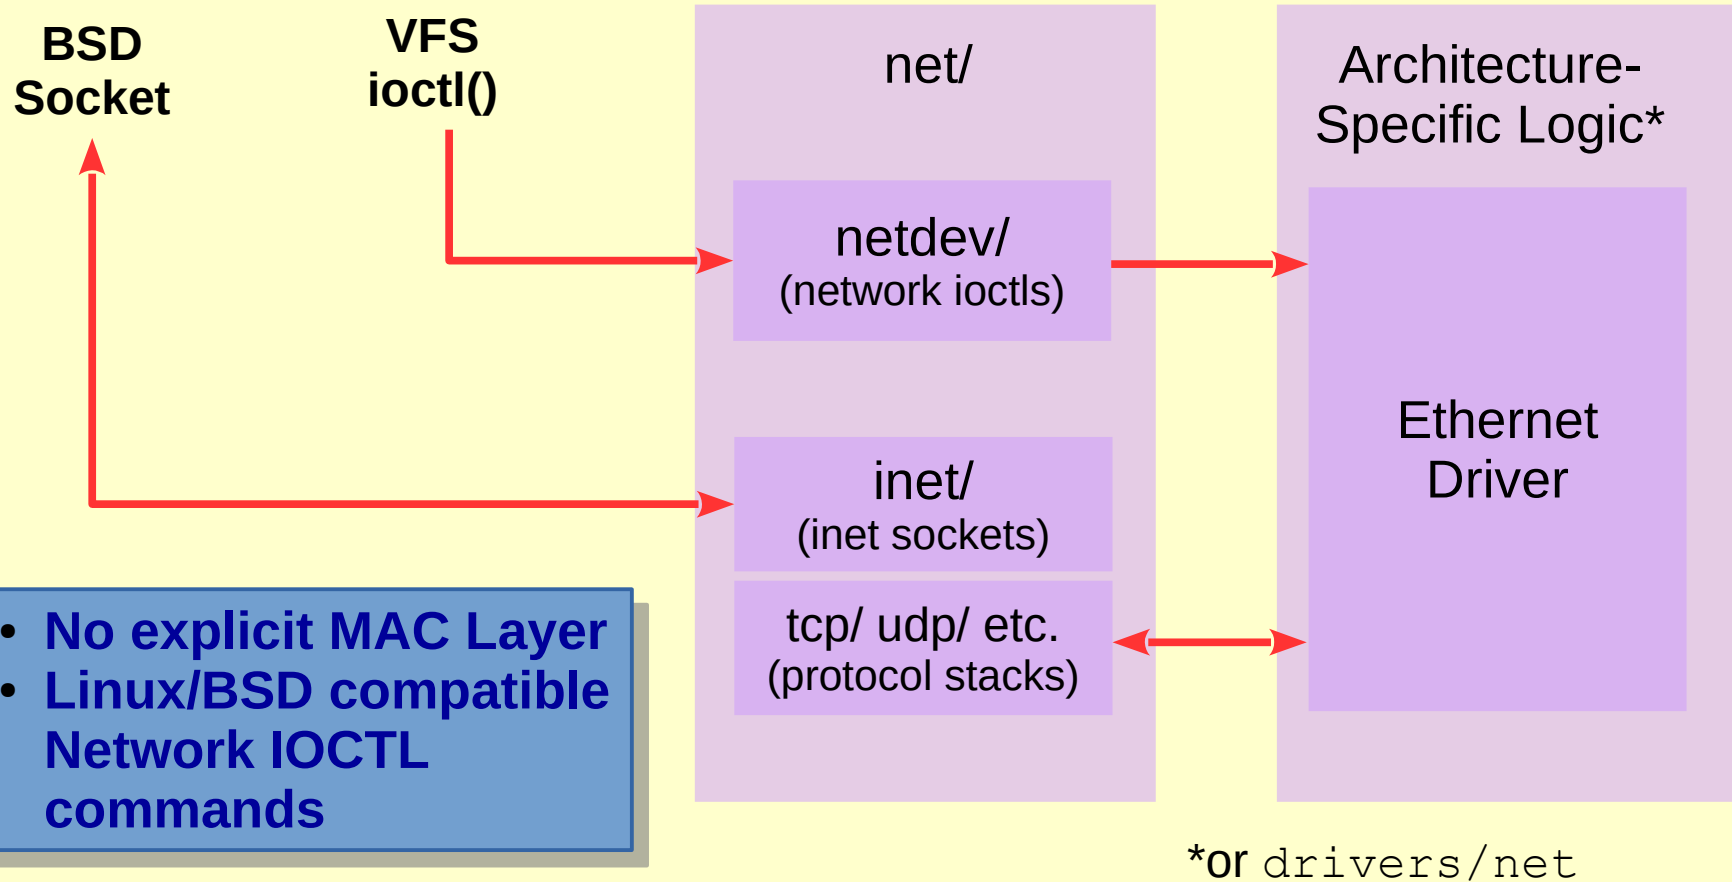 BSD
Socket
VFS
ioctl()
net/
netdev/
(network ioctls)
inet/
(inet sockets)
tcp/ udp/ etc.
(protocol stacks)
Architecture-
Specific Logic*
Ethernet
Driver
• No explicit MAC Layer
• Linux/BSD compatible
Network IOCTL
commands
*or drivers/net